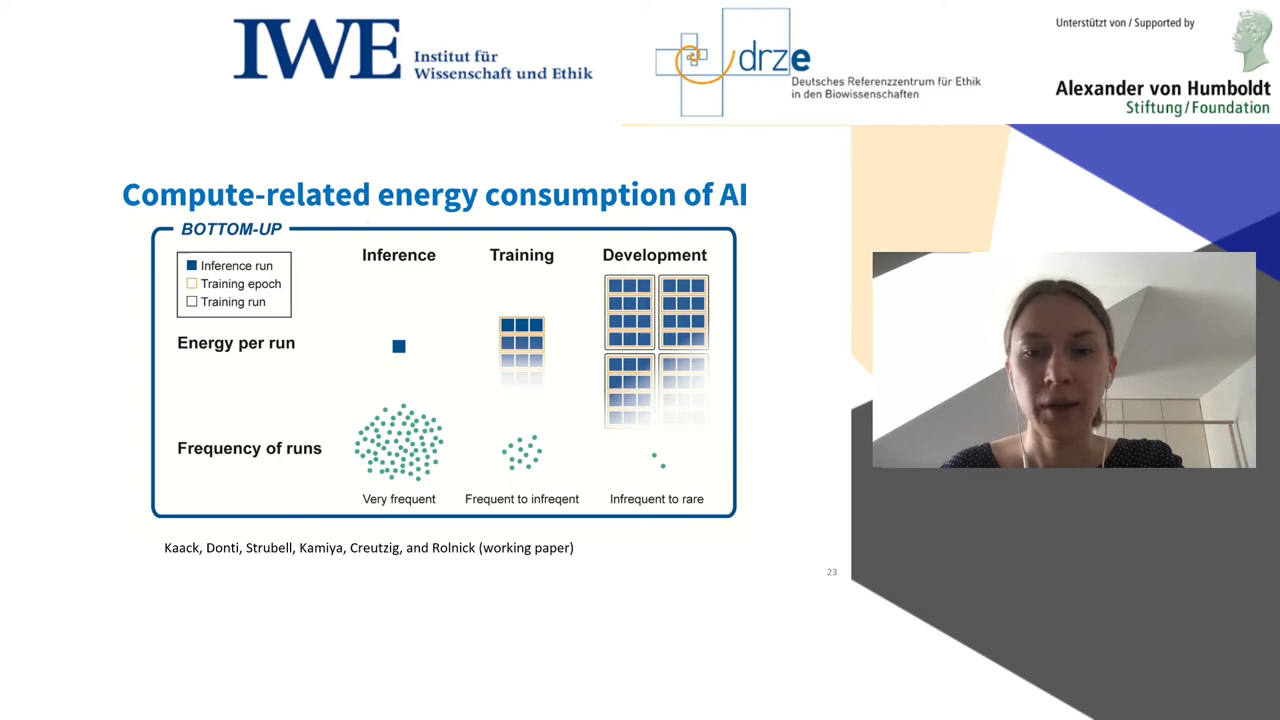 IWE
Institut für
Wissenschaft und Ethik
drze
Deutsches Referenzzentrum für Ethik
in den Biowissenschaften
Unterstützt von / Supported by
Alexander von Humboldt
Stiftung/Foundation
Compute-related energy consumption of AI
BOTTOM-UP
Inference
Training
Development
Inference run
Training epoch
Training run
Energy per run
Frequency of runs
Very frequent
Frequent to infreqent
Infrequent to rare
Kaack, Donti, Strubell, Kamiya, Creutzig, and Rolnick (working paper)
23